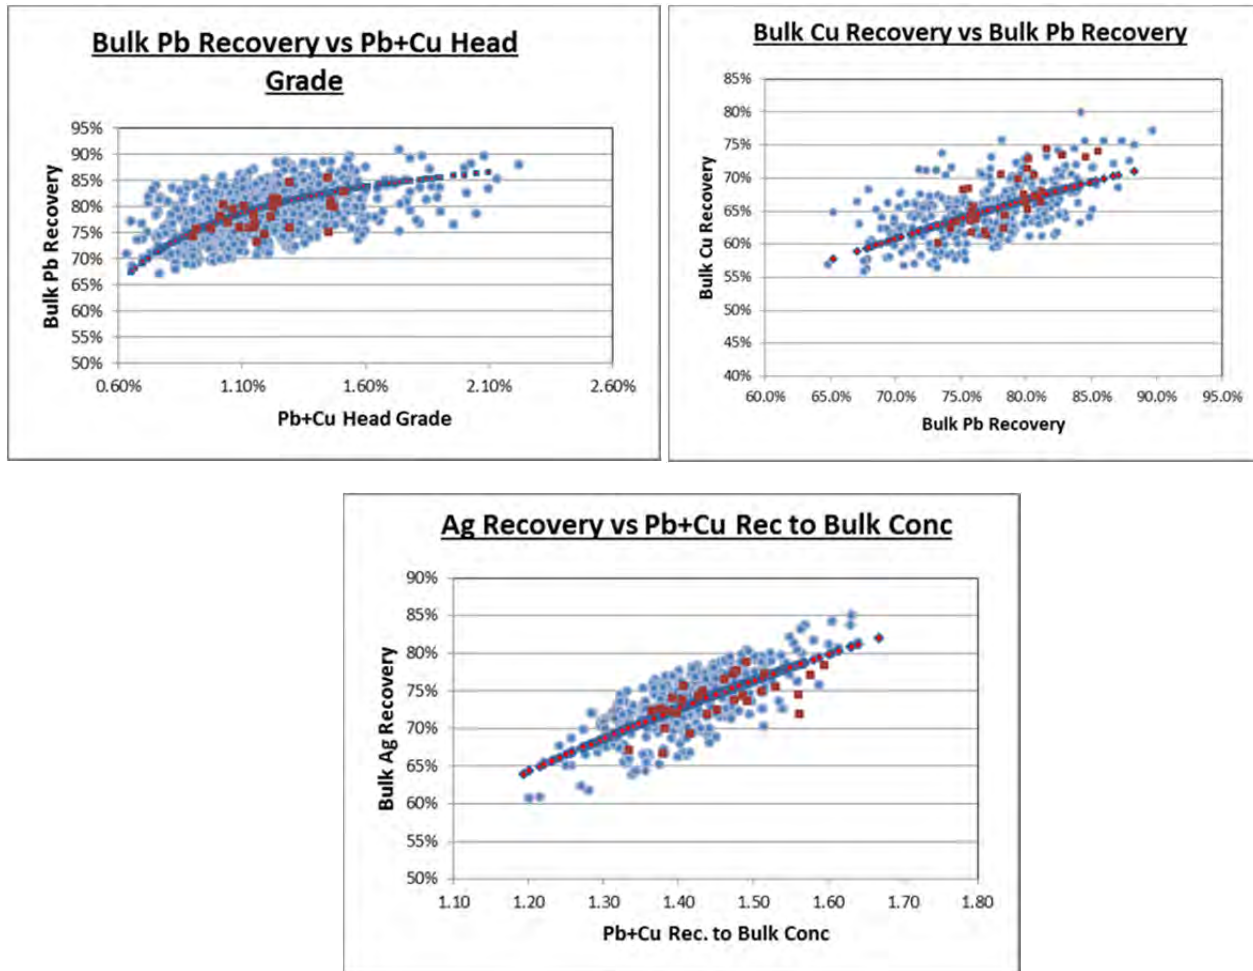 Bulk Pb Recovery vs Pb+Cu Head
Grade
Bulk Pb Recovery
95%
90%
85%
80%
75%
70%
65%
60%
55%
50%
0.60% 1.10% 1.60% 2.10% 2.60%
Pb+Cu Head Grade
Bulk Cu Recovery vs Bulk Pb Recovery
Bulk Cu Recovery
85%
80%
75%
70%
65%
60%
55%
50%
45%
40%
60.0% 65.0% 70.0% 75.0% 80.0% 85.0% 90.0% 95.0%
Bulk Pb Recovery
Ag Recovery vs Pb+Cu Rec to Bulk Conc
Bulk Ag Recovery
90%
85%
80%
75%
70%
65%
60%
55%
50%
1.10 1.20 1.30 1.40 1.50 1.60 1.70 1.80
Pb+Cu Rec. to Bulk Conc